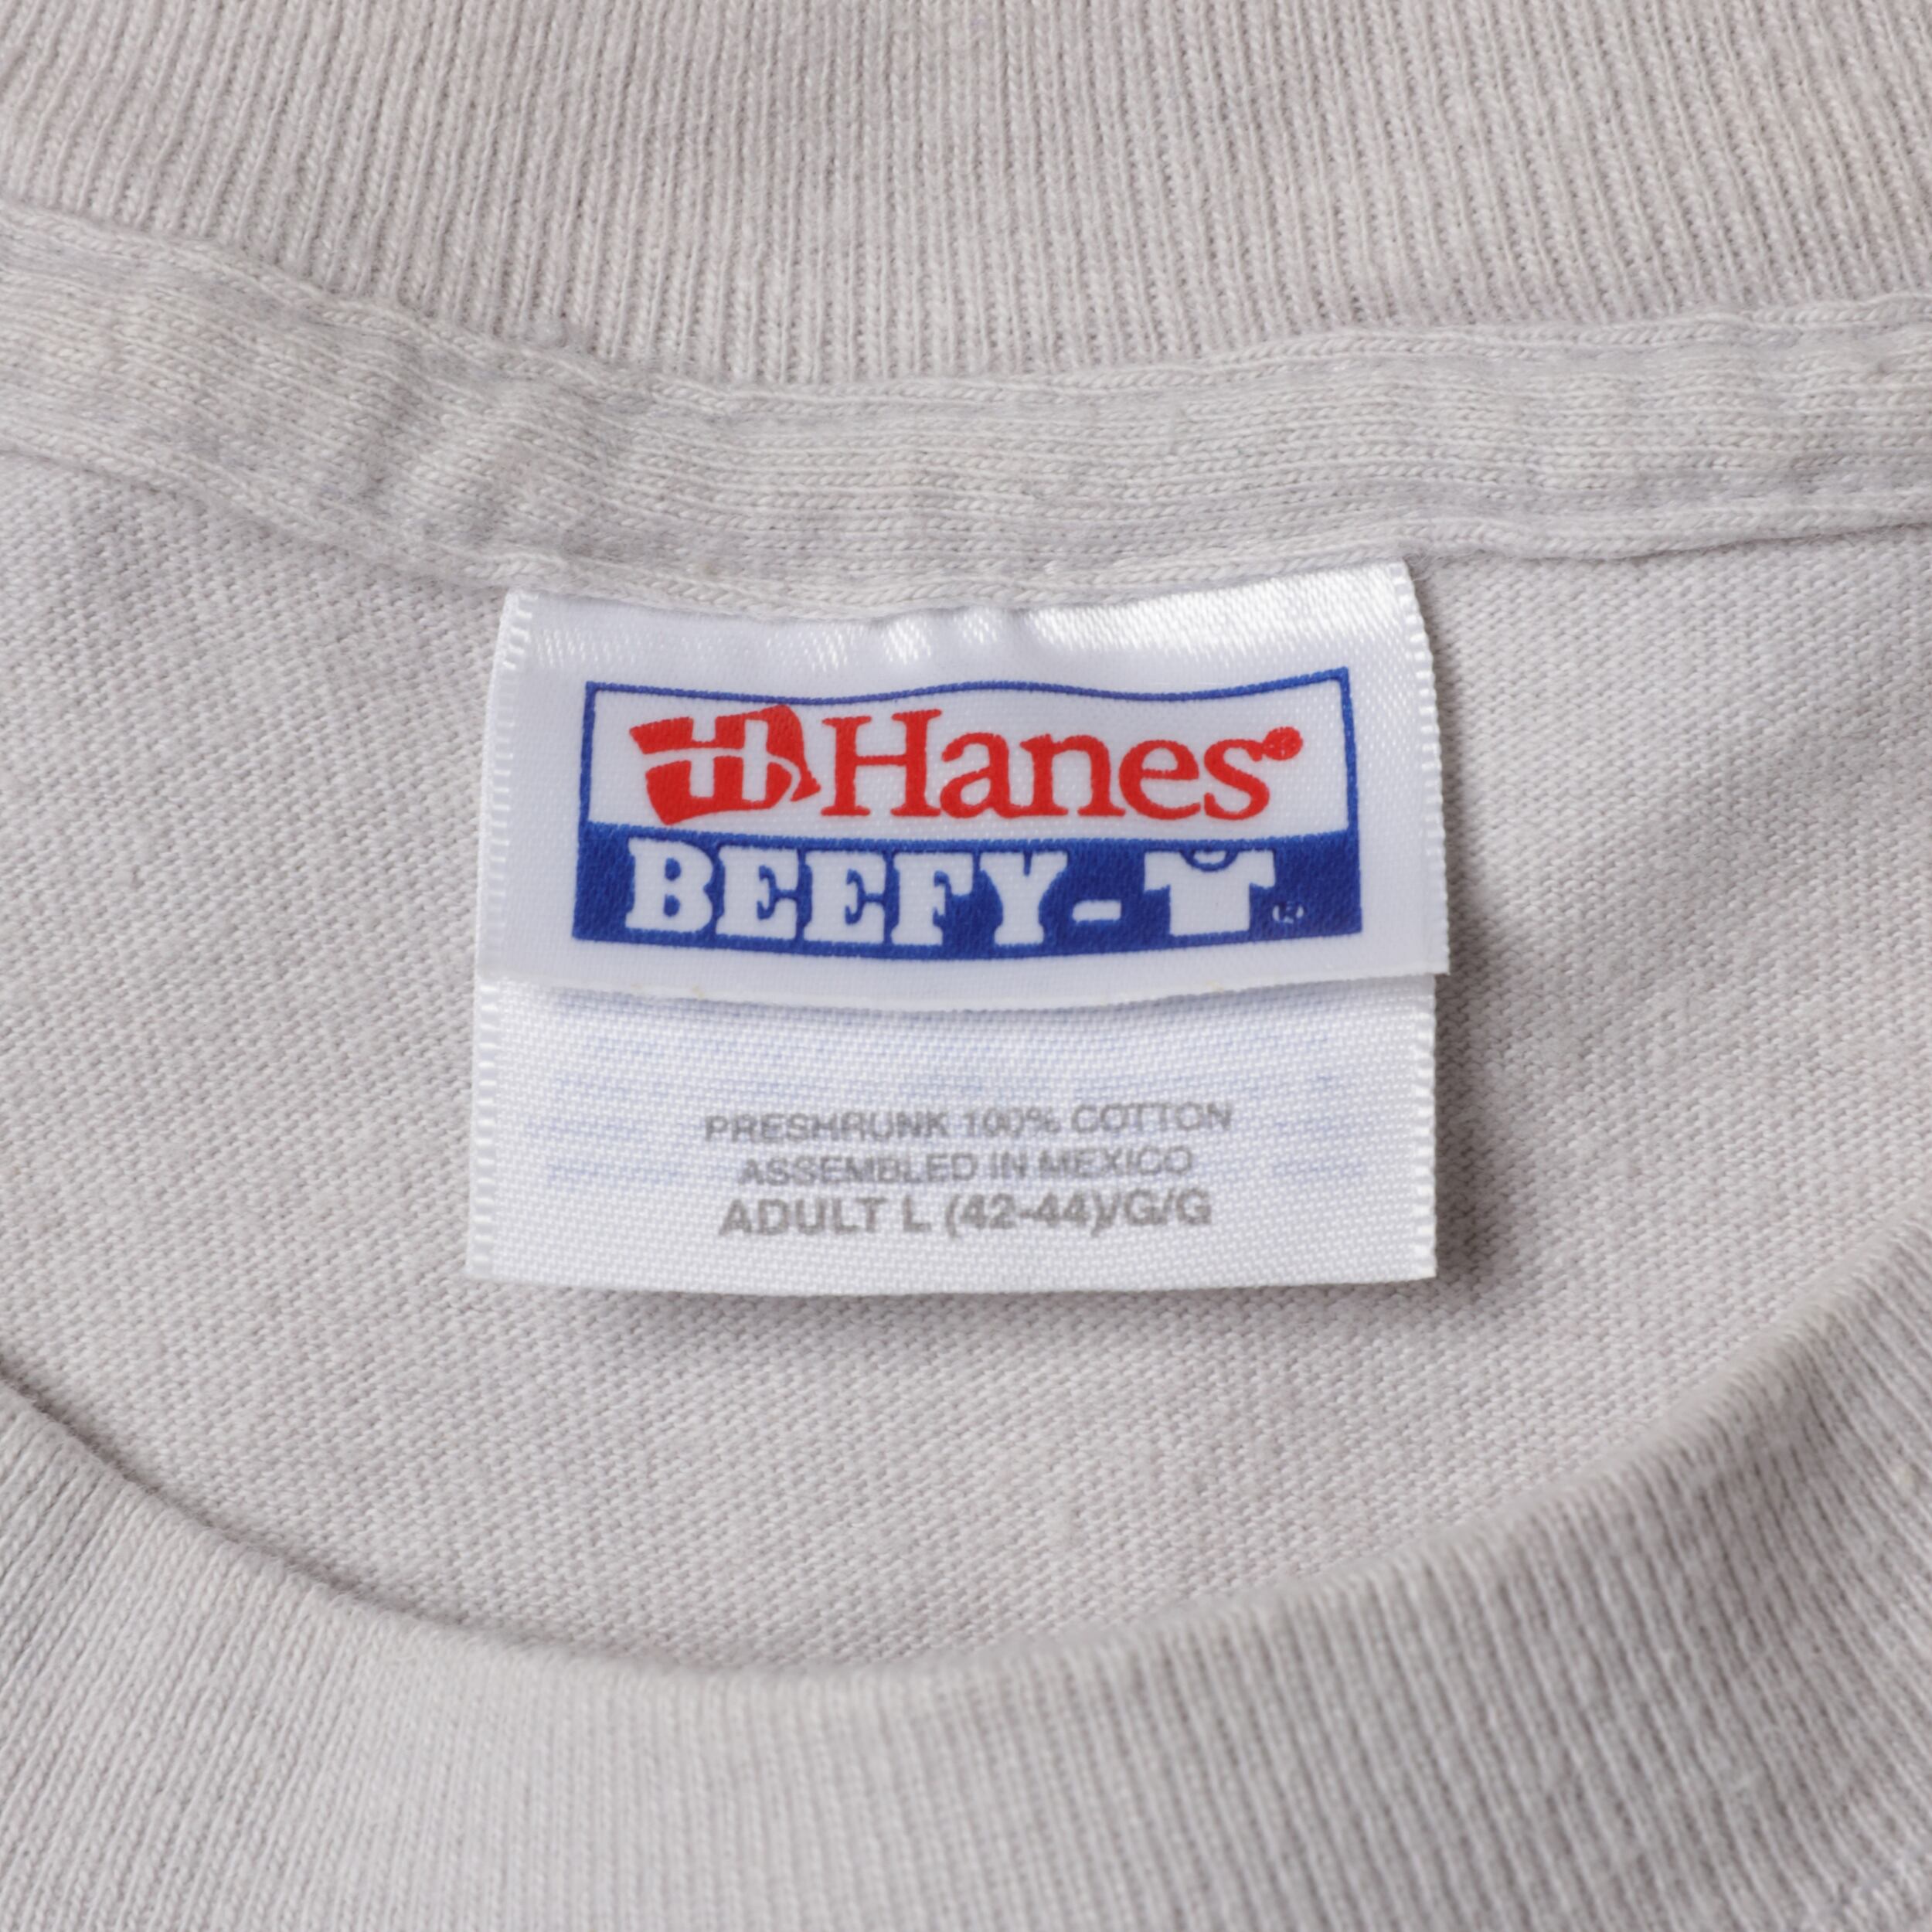 Hanes
BEEFY-T®
PRESHRUNK 100% COTTON
ASSEMBLED IN MEXICO
ADULT L (42-44)/G/G